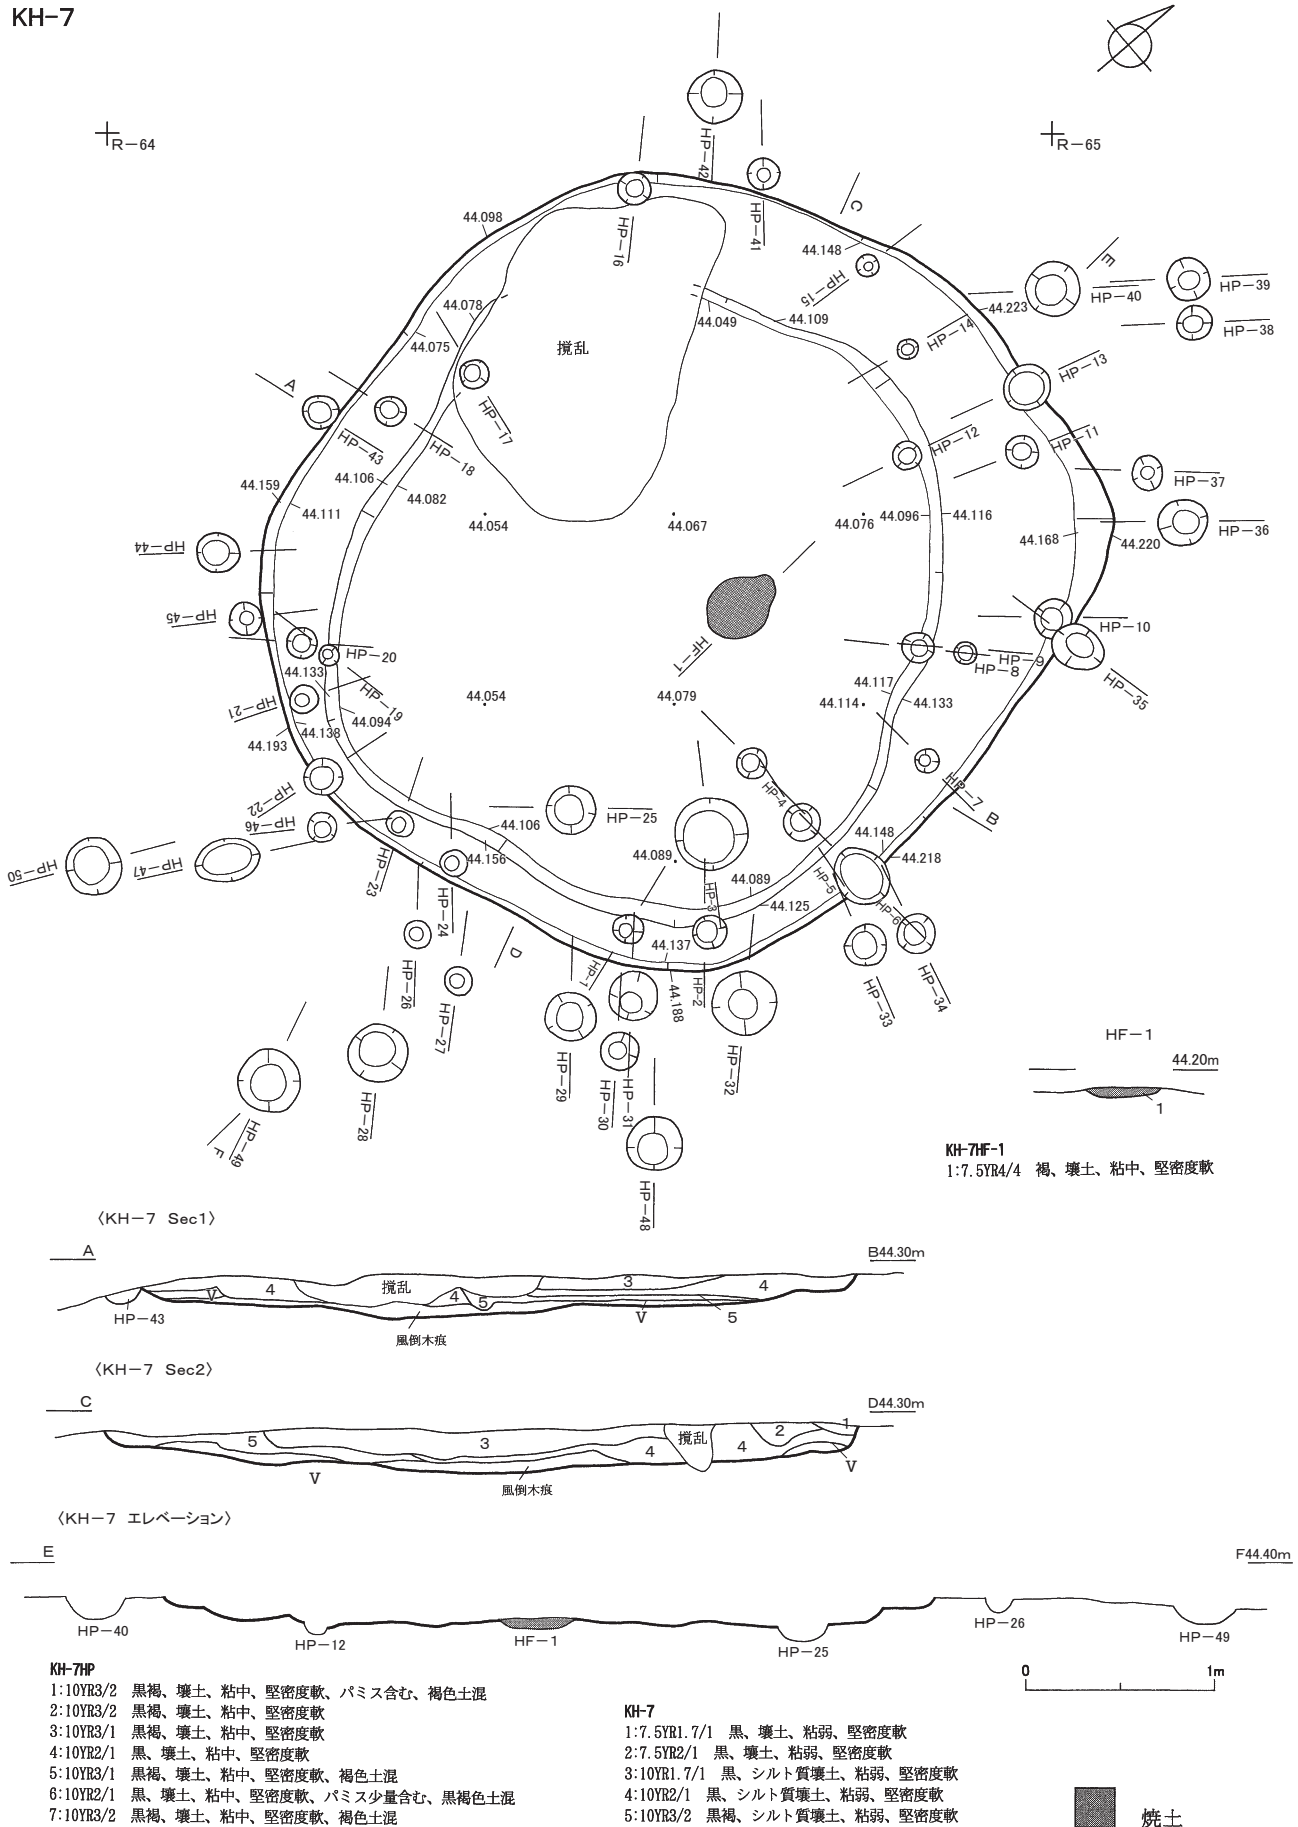 KH-7
R-64
R-65
HP-42
HP-41
HP-16
C
44.098
44.148
HP-15
E
HP-40
HP-39
HP-38
44.078
44.075
44.049
44.109
44.223
HP-14
HP-13
撹乱
A
HP-43
HP-18
HP-17
HP-12
HP-11
HP-37
HP-36
44.159
44.111
44.106
44.082
44.054
44.067
44.076
44.096
44.116
44.168
44.220
HP-44
HP-45
HP-20
HF-1
HP-10
HP-9
HP-8
HP-35
44.133
HP-19
HP-21
44.094
44.138
44.193
44.054
44.079
44.114
44.117
44.133
HP-22
HP-46
HP-47
HP-50
HP-25
HP-4
HP-7
B
44.106
44.156
44.089
44.089
44.125
44.148
44.218
HP-3
HP-5
HP-6
HP-23
HP-24
D
HP-26
HP-27
HP-1
HP-2
44.137
44.188
HP-33
HP-34
HP-28
HP-29
HP-30
HP-31
HP-32
HP-48
HP-49
F
HF-1
44.20m
1
KH-7HF-1
1:7.5YR4/4 褐、壤土、粘中、堅密度軟
〈KH-7 Sec1〉
A
B44.30m
V
4
撹乱
4
5
3
4
HP-43
風倒木痕
V
5
〈KH-7 Sec2〉
C
D44.30m
5
3
4
撹乱
4
2
1
V
風倒木痕
V
〈KH-7 エレベーション〉
E
F44.40m
HP-40
HP-12
HF-1
HP-25
HP-26
HP-49
0
1m
KH-7HP
1:10YR3/2 黒褐、壤土、粘中、堅密度軟、パミス含む、褐色土混
2:10YR3/2 黒褐、壤土、粘中、堅密度軟
3:10YR3/1 黒褐、壤土、粘中、堅密度軟
4:10YR2/1 黒、壤土、粘中、堅密度軟
5:10YR3/1 黒褐、壤土、粘中、堅密度軟、褐色土混
6:10YR2/1 黒、壤土、粘中、堅密度軟、パミス少量含む、黒褐色土混
7:10YR3/2 黒褐、壤土、粘中、堅密度軟、褐色土混
KH-7
1:7.5YR1.7/1 黒、壤土、粘弱、堅密度軟
2:7.5YR2/1 黒、壤土、粘弱、堅密度軟
3:10YR1.7/1 黒、シルト質壤土、粘弱、堅密度軟
4:10YR2/1 黒、シルト質壤土、粘弱、堅密度軟
5:10YR3/2 黒褐、シルト質壤土、粘弱、堅密度軟
焼土